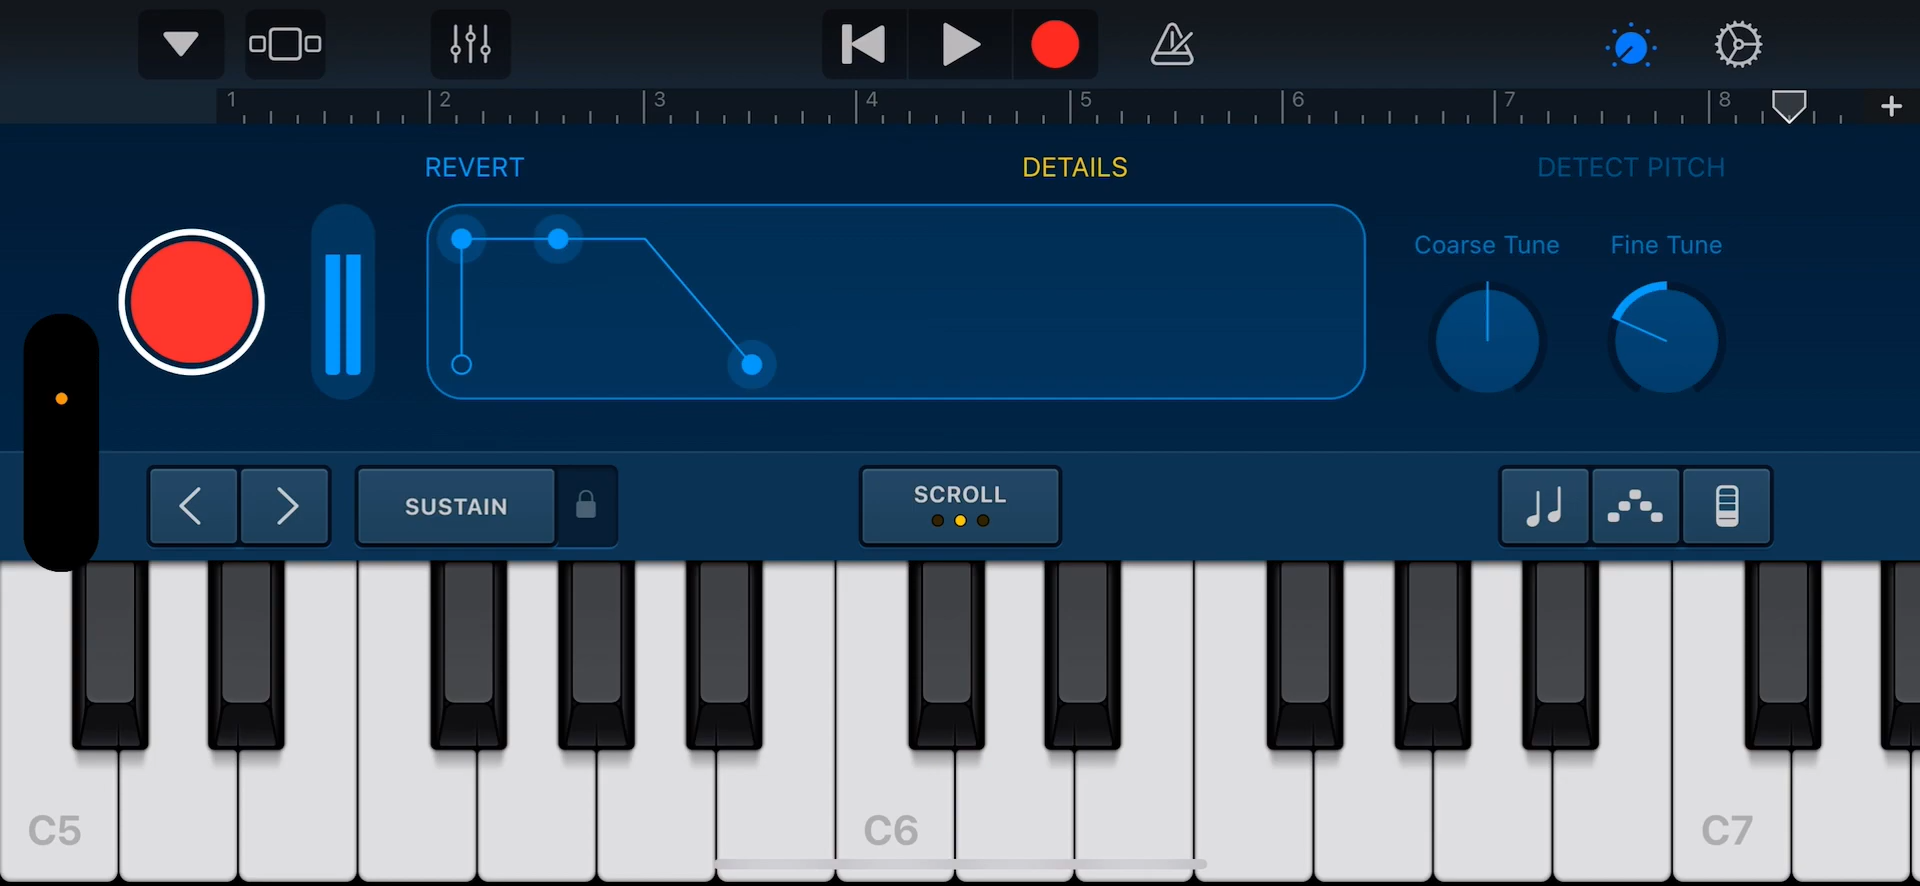 1 2 3 4 5 6 7 8 +
REVERT DETAILS DETECT PITCH
Coarse Tune Fine Tune
SUSTAIN SCROLL
C5 C6 C7